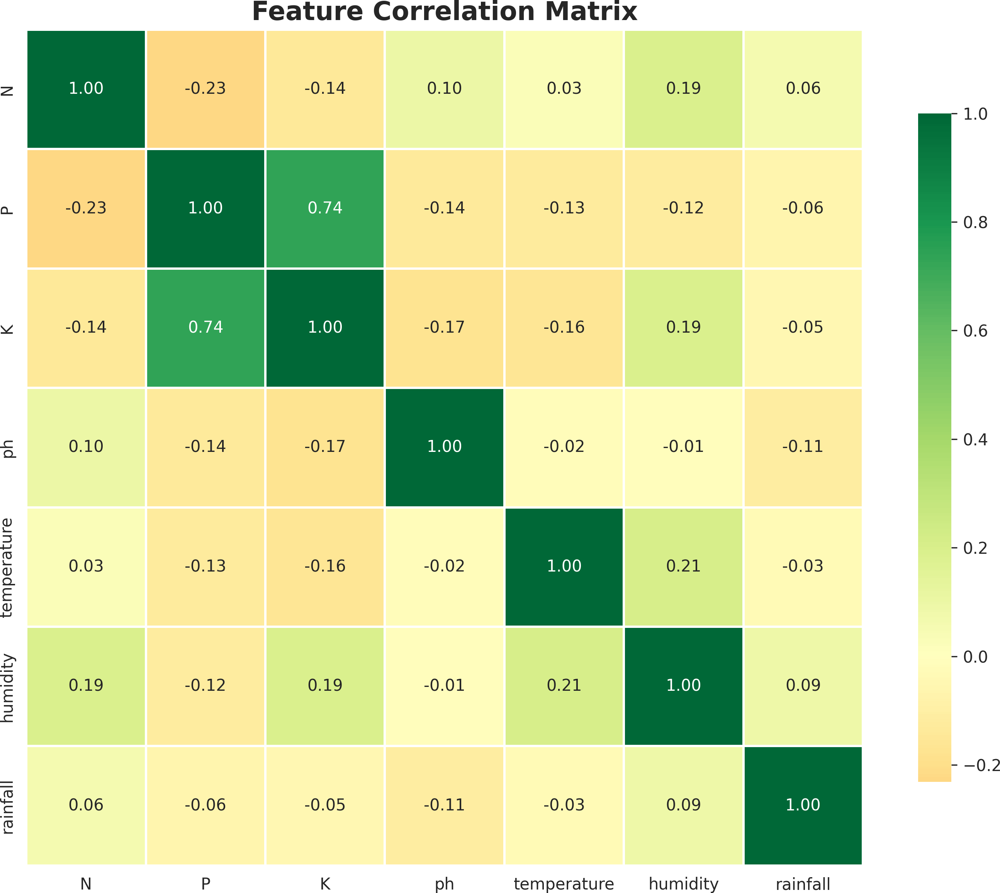 Feature Correlation Matrix
N 1.00 -0.23 -0.14 0.10 0.03 0.19 0.06
P -0.23 1.00 0.74 -0.14 -0.13 -0.12 -0.06
K -0.14 0.74 1.00 -0.17 -0.16 0.19 -0.05
ph 0.10 -0.14 -0.17 1.00 -0.02 -0.01 -0.11
temperature 0.03 -0.13 -0.16 -0.02 1.00 0.21 -0.03
humidity 0.19 -0.12 0.19 -0.01 0.21 1.00 0.09
rainfall 0.06 -0.06 -0.05 -0.11 -0.03 0.09 1.00
N P K ph temperature humidity rainfall
1.0
0.8
0.6
0.4
0.2
0.0
−0.2